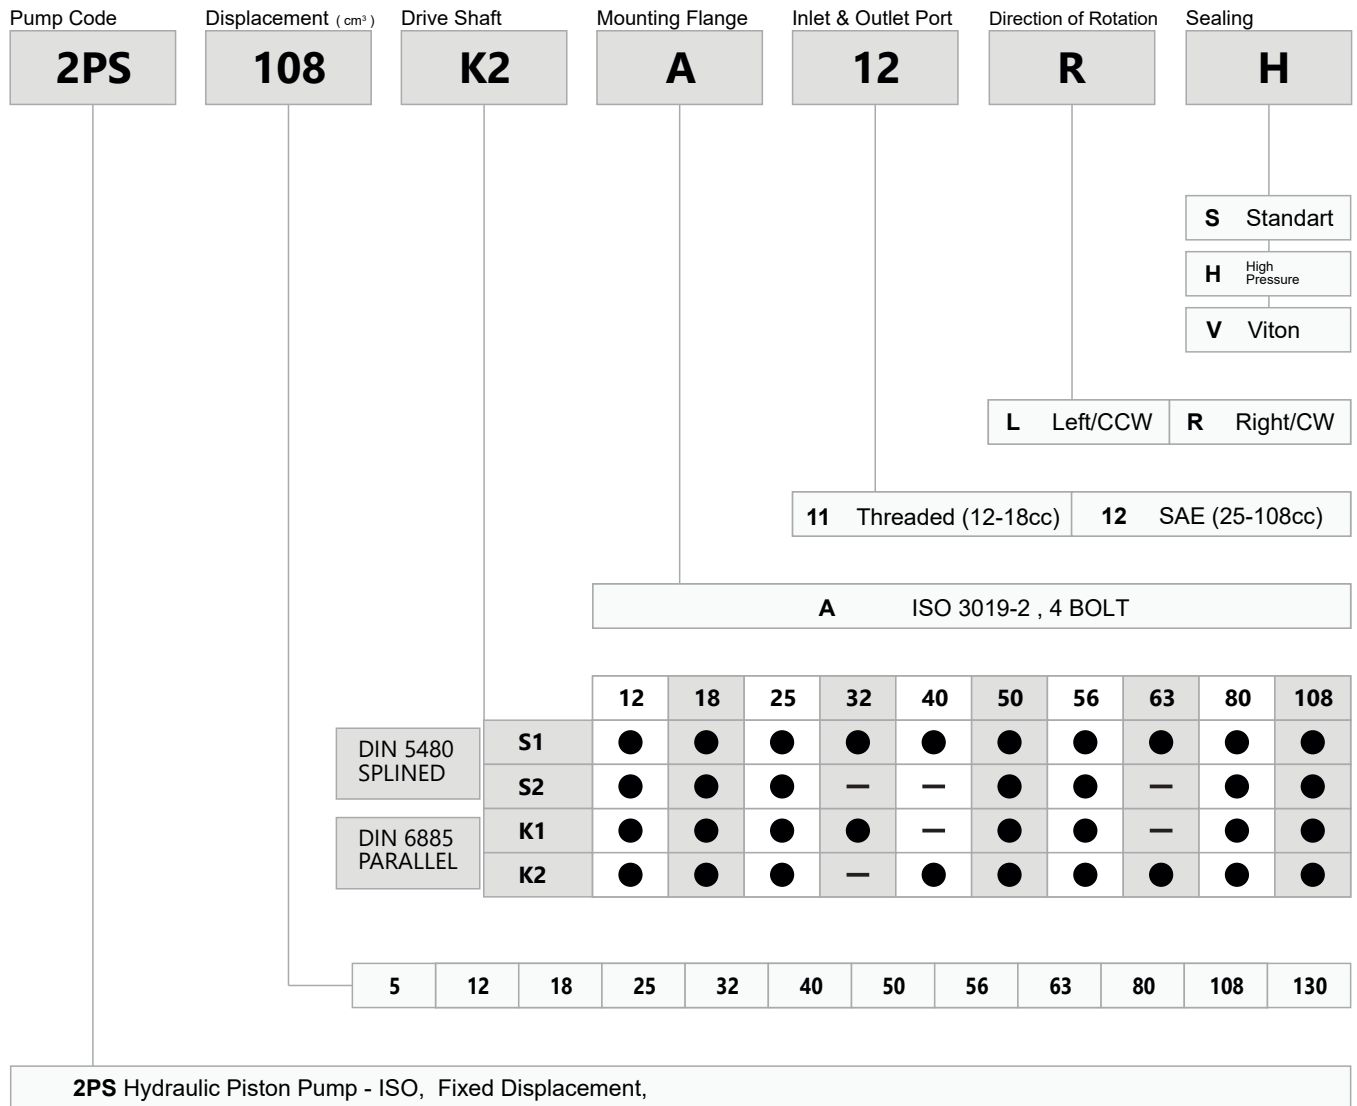 Pump Code Displacement ( cm³ ) Drive Shaft Mounting Flange Inlet & Outlet Port Direction of Rotation Sealing
2PS 108 K2 A 12 R H
S Standart
H High
Pressure
V Viton
L Left/CCW R Right/CW
11 Threaded (12-18cc) 12 SAE (25-108cc)
A ISO 3019-2 , 4 BOLT
12 18 25 32 40 50 56 63 80 108
DIN 5480
SPLINED
S1 ● ● ● ● ● ● ● ● ● ●
S2 ● ● ● – – ● ● – ● ●
DIN 6885
PARALLEL
K1 ● ● ● ● – ● ● – ● ●
K2 ● ● ● – ● ● ● ● ● ●
5 12 18 25 32 40 50 56 63 80 108 130
2PS Hydraulic Piston Pump - ISO, Fixed Displacement,